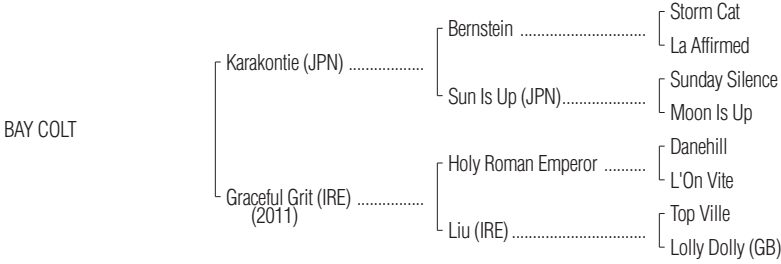 Storm Cat
Bernstein ..............................
La Affirmed
Karakontie (JPN) ..................
Sunday Silence
Sun Is Up (JPN)....................
Moon Is Up
BAY COLT
Danehill
Holy Roman Emperor ..........
L'On Vite
Graceful Grit (IRE) ................
(2011)
Top Ville
Liu (IRE) ................................
Lolly Dolly (GB)